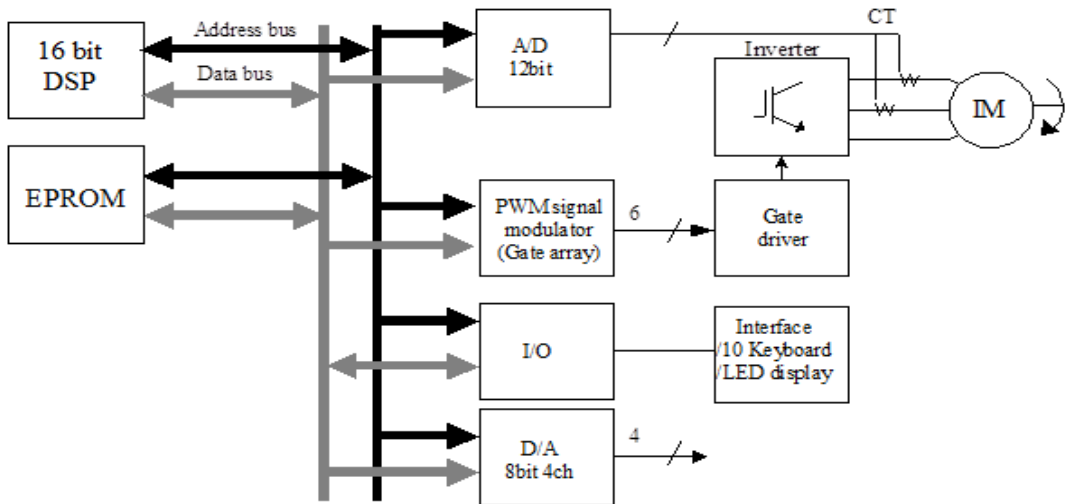 16 bit
DSP
Address bus
Data bus
EPROM
A/D
12bit
CT
Inverter
IM
PWM signal
modulator
(Gate array)
6
Gate
driver
I/O
Interface
/10 Keyboard
/LED display
D/A
8bit 4ch
4